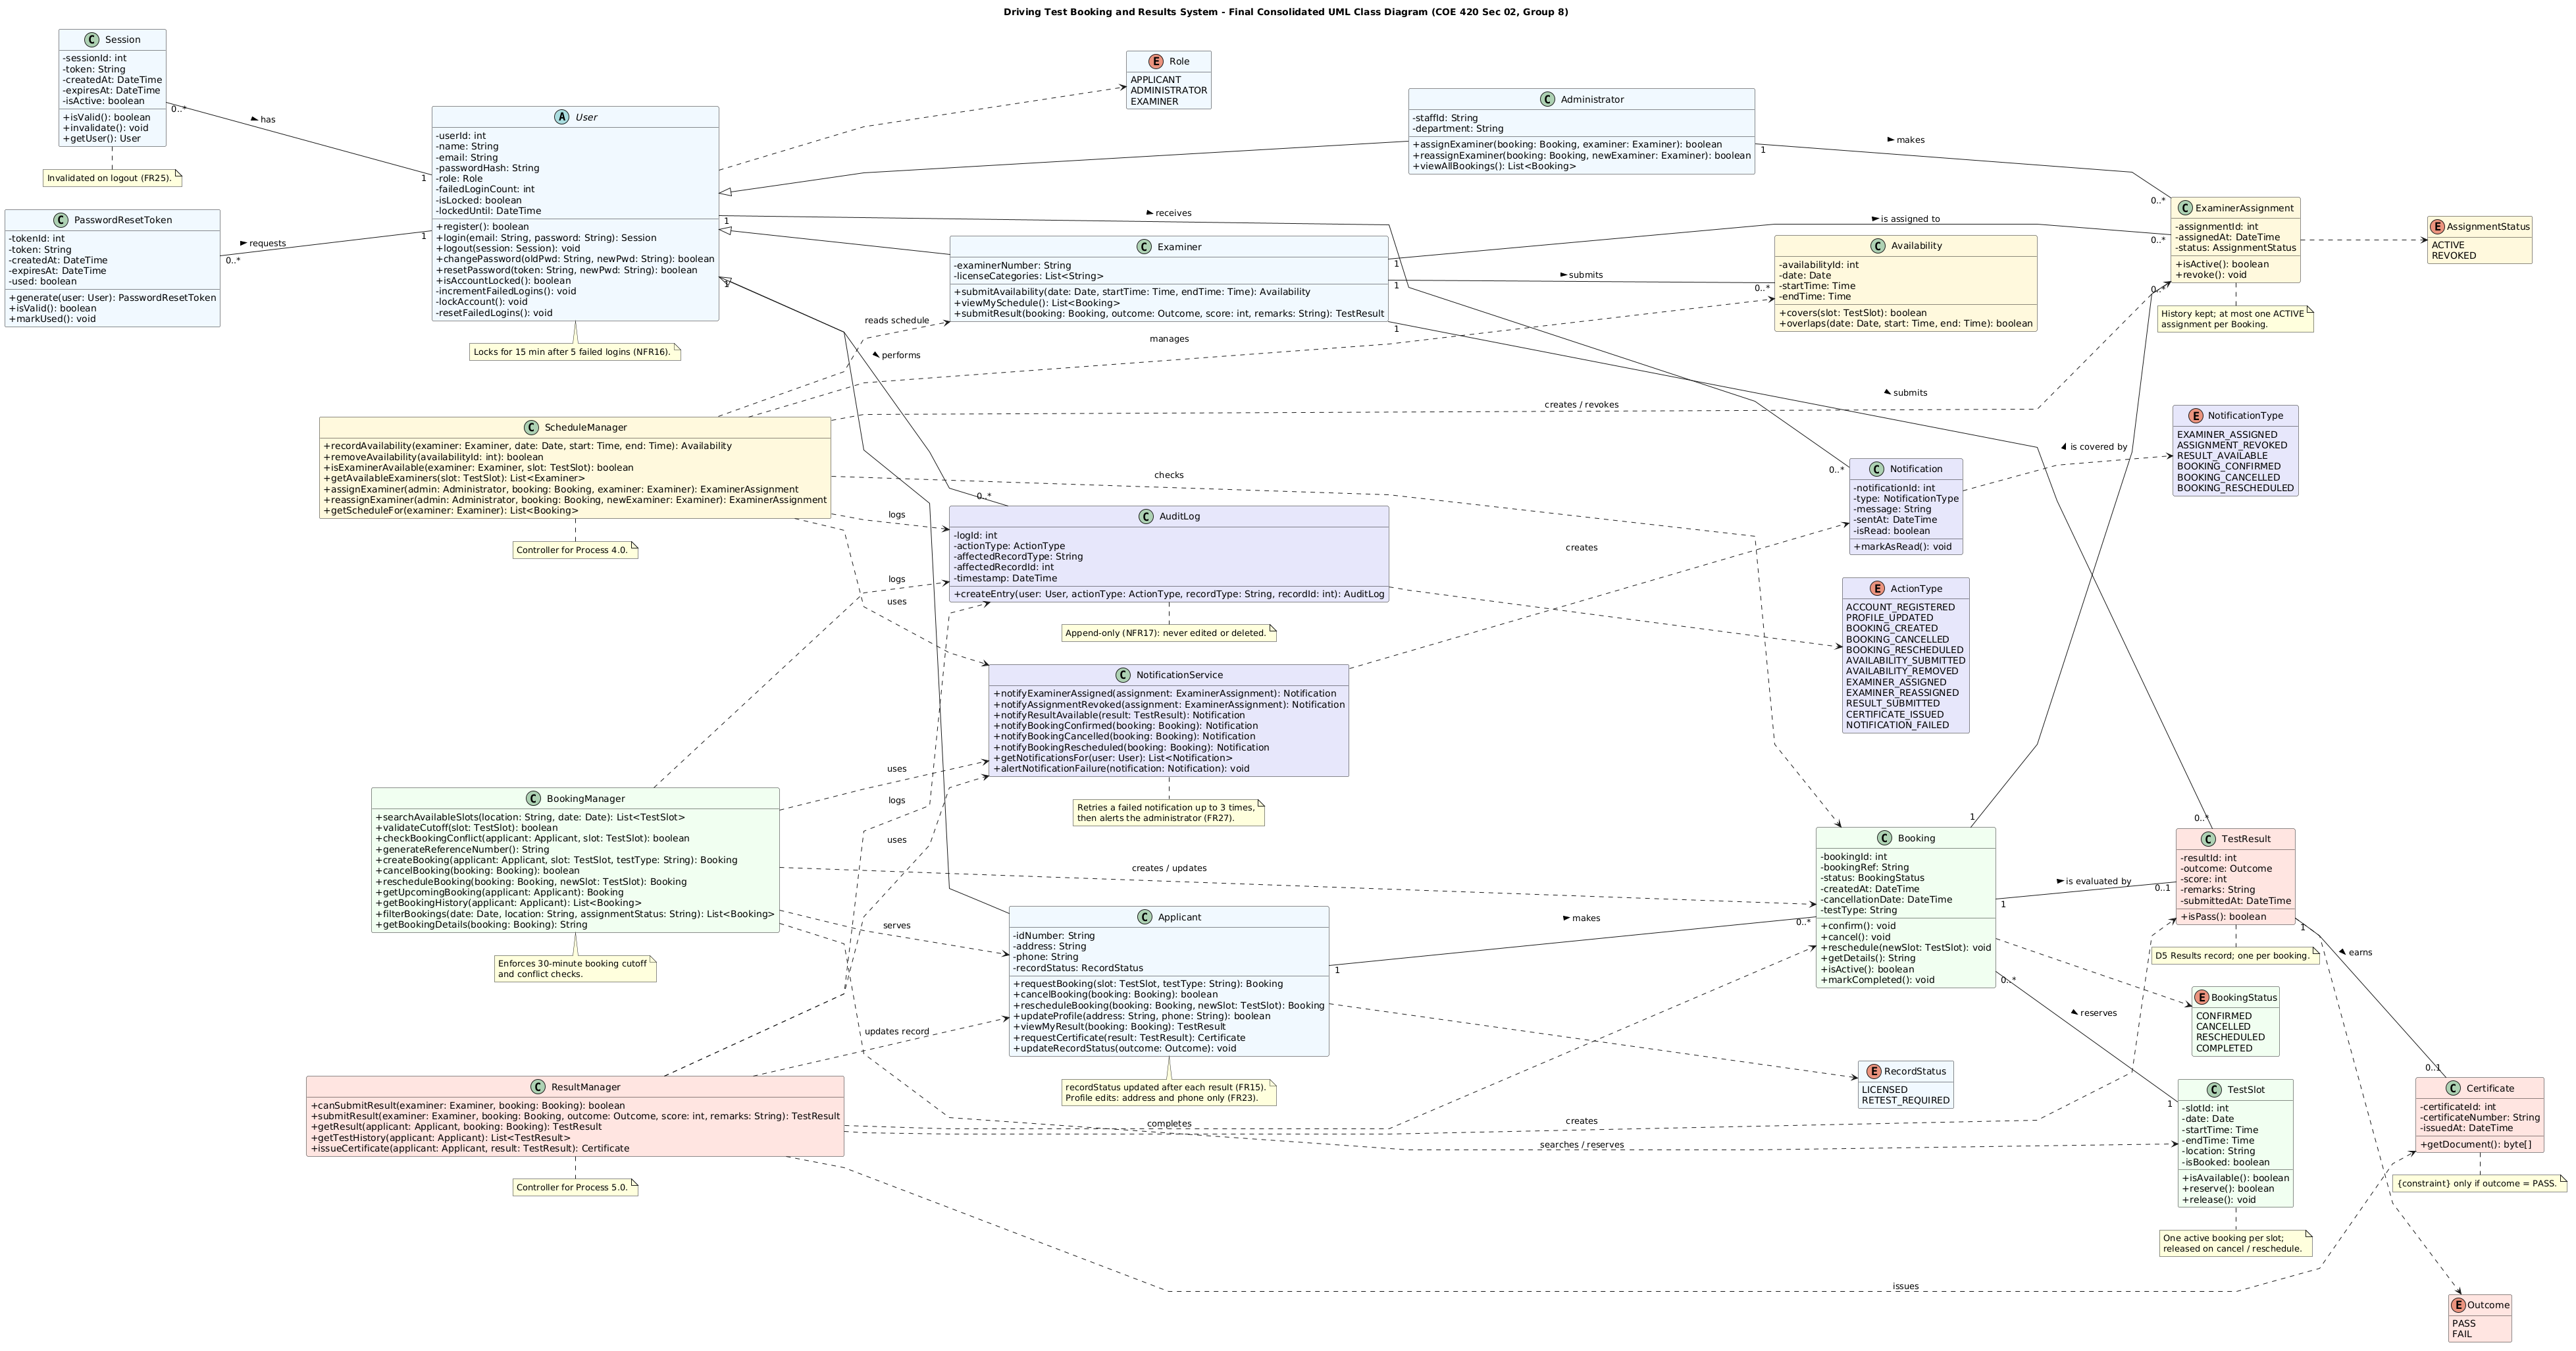 Driving Test Booking and Results System - Final Consolidated UML Class Diagram (COE 420 Sec 02, Group 8)
C Session
-sessionId: int
-token: String
-createdAt: DateTime
-expiresAt: DateTime
-isActive: boolean
+isValid(): boolean
+invalidate(): void
+getUser(): User
0..*
has
1
Invalidated on logout (FR25).
C PasswordResetToken
-tokenId: int
-token: String
-createdAt: DateTime
-expiresAt: DateTime
-used: boolean
+generate(user: User): PasswordResetToken
+isValid(): boolean
+markUsed(): void
0..*
requests
1
A User
-userId: int
-name: String
-email: String
-passwordHash: String
-role: Role
-failedLoginCount: int
-isLocked: boolean
-lockedUntil: DateTime
+register(): boolean
+login(email: String, password: String): Session
+logout(session: Session): void
+changePassword(oldPwd: String, newPwd: String): boolean
+resetPassword(token: String, newPwd: String): boolean
+isAccountLocked(): boolean
-incrementFailedLogins(): void
-lockAccount(): void
-resetFailedLogins(): void
Locks for 15 min after 5 failed logins (NFR16).
E Role
APPLICANT
ADMINISTRATOR
EXAMINER
C Administrator
-staffId: String
-department: String
+assignExaminer(booking: Booking, examiner: Examiner): boolean
+reassignExaminer(booking: Booking, newExaminer: Examiner): boolean
+viewAllBookings(): List<Booking>
1
makes
0..*
1
receives
0..*
C Examiner
-examinerNumber: String
-licenseCategories: List<String>
+submitAvailability(date: Date, startTime: Time, endTime: Time): Availability
+viewMySchedule(): List<Booking>
+submitResult(booking: Booking, outcome: Outcome, score: int, remarks: String): TestResult
1
is assigned to
0..*
1
submits
0..*
1
submits
0..*
C Availability
-availabilityId: int
-date: Date
-startTime: Time
-endTime: Time
+covers(slot: TestSlot): boolean
+overlaps(date: Date, start: Time, end: Time): boolean
C ExaminerAssignment
-assignmentId: int
-assignedAt: DateTime
-status: AssignmentStatus
+isActive(): boolean
+revoke(): void
0..*
History kept; at most one ACTIVE
assignment per Booking.
E AssignmentStatus
ACTIVE
REVOKED
1
performs
0..*
reads schedule
manages
creates / revokes
checks
logs
uses
C ScheduleManager
+recordAvailability(examiner: Examiner, date: Date, start: Time, end: Time): Availability
+removeAvailability(availabilityId: int): boolean
+isExaminerAvailable(examiner: Examiner, slot: TestSlot): boolean
+getAvailableExaminers(slot: TestSlot): List<Examiner>
+assignExaminer(admin: Administrator, booking: Booking, examiner: Examiner): ExaminerAssignment
+reassignExaminer(admin: Administrator, booking: Booking, newExaminer: Examiner): ExaminerAssignment
+getScheduleFor(examiner: Examiner): List<Booking>
Controller for Process 4.0.
E NotificationType
EXAMINER_ASSIGNED
ASSIGNMENT_REVOKED
RESULT_AVAILABLE
BOOKING_CONFIRMED
BOOKING_CANCELLED
BOOKING_RESCHEDULED
is covered by
C Notification
-notificationId: int
-type: NotificationType
-message: String
-sentAt: DateTime
-isRead: boolean
+markAsRead(): void
creates
C AuditLog
-logId: int
-actionType: ActionType
-affectedRecordType: String
-affectedRecordId: int
-timestamp: DateTime
+createEntry(user: User, actionType: ActionType, recordType: String, recordId: int): AuditLog
Append-only (NFR17): never edited or deleted.
logs
E ActionType
ACCOUNT_REGISTERED
PROFILE_UPDATED
BOOKING_CREATED
BOOKING_CANCELLED
BOOKING_RESCHEDULED
AVAILABILITY_SUBMITTED
AVAILABILITY_REMOVED
EXAMINER_ASSIGNED
EXAMINER_REASSIGNED
RESULT_SUBMITTED
CERTIFICATE_ISSUED
NOTIFICATION_FAILED
C NotificationService
+notifyExaminerAssigned(assignment: ExaminerAssignment): Notification
+notifyAssignmentRevoked(assignment: ExaminerAssignment): Notification
+notifyResultAvailable(result: TestResult): Notification
+notifyBookingConfirmed(booking: Booking): Notification
+notifyBookingCancelled(booking: Booking): Notification
+notifyBookingRescheduled(booking: Booking): Notification
+getNotificationsFor(user: User): List<Notification>
+alertNotificationFailure(notification: Notification): void
Retries a failed notification up to 3 times,
then alerts the administrator (FR27).
uses
logs
uses
C BookingManager
+searchAvailableSlots(location: String, date: Date): List<TestSlot>
+validateCutoff(slot: TestSlot): boolean
+checkBookingConflict(applicant: Applicant, slot: TestSlot): boolean
+generateReferenceNumber(): String
+createBooking(applicant: Applicant, slot: TestSlot, testType: String): Booking
+cancelBooking(booking: Booking): boolean
+rescheduleBooking(booking: Booking, newSlot: TestSlot): Booking
+getUpcomingBooking(applicant: Applicant): Booking
+getBookingHistory(applicant: Applicant): List<Booking>
+filterBookings(date: Date, location: String, assignmentStatus: String): List<Booking>
+getBookingDetails(booking: Booking): String
Enforces 30-minute booking cutoff
and conflict checks.
creates / updates
serves
C Applicant
-idNumber: String
-address: String
-phone: String
-recordStatus: RecordStatus
+requestBooking(slot: TestSlot, testType: String): Booking
+cancelBooking(booking: Booking): boolean
+rescheduleBooking(booking: Booking, newSlot: TestSlot): Booking
+updateProfile(address: String, phone: String): boolean
+viewMyResult(booking: Booking): TestResult
+requestCertificate(result: TestResult): Certificate
+updateRecordStatus(outcome: Outcome): void
recordStatus updated after each result (FR15).
Profile edits: address and phone only (FR23).
1
makes
0..*
1
C Booking
-bookingId: int
-bookingRef: String
-status: BookingStatus
-createdAt: DateTime
-cancellationDate: DateTime
-testType: String
+confirm(): void
+cancel(): void
+reschedule(newSlot: TestSlot): void
+getDetails(): String
+isActive(): boolean
+markCompleted(): void
1
is evaluated by
0..1
0..*
reserves
1
C TestResult
-resultId: int
-outcome: Outcome
-score: int
-remarks: String
-submittedAt: DateTime
+isPass(): boolean
D5 Results record; one per booking.
1
earns
0..1
E BookingStatus
CONFIRMED
CANCELLED
RESCHEDULED
COMPLETED
E RecordStatus
LICENSED
RETEST_REQUIRED
C ResultManager
+canSubmitResult(examiner: Examiner, booking: Booking): boolean
+submitResult(examiner: Examiner, booking: Booking, outcome: Outcome, score: int, remarks: String): TestResult
+getResult(applicant: Applicant, booking: Booking): TestResult
+getTestHistory(applicant: Applicant): List<TestResult>
+issueCertificate(applicant: Applicant, result: TestResult): Certificate
Controller for Process 5.0.
updates record
completes
creates
searches / reserves
issues
C TestSlot
-slotId: int
-date: Date
-startTime: Time
-endTime: Time
-location: String
-isBooked: boolean
+isAvailable(): boolean
+reserve(): boolean
+release(): void
One active booking per slot;
released on cancel / reschedule.
C Certificate
-certificateId: int
-certificateNumber: String
-issuedAt: DateTime
+getDocument(): byte[]
{constraint} only if outcome = PASS.
E Outcome
PASS
FAIL